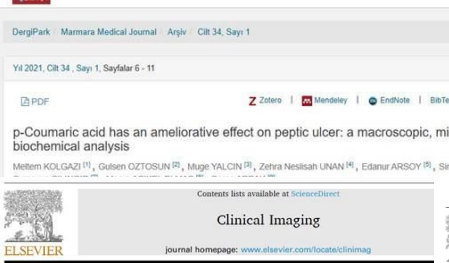 DergiPark / Marmara Medical Journal / Arşiv / Cilt 34, Sayı 1
Yıl 2021, Cilt 34 , Sayı 1, Sayfalar 6 - 11
PDF
Z Zotero | Mendeley | EndNote | BibTe
p-Coumaric acid has an ameliorative effect on peptic ulcer: a macroscopic, mi
biochemical analysis
Meltem KOLGAZI [1] , Gulsen OZTOSUN [2] , Muge YALCIN [3] , Zehra Neslisah UNAN [4] , Edanur ARSOY [5] , Sin
Contents lists available at ScienceDirect
Clinical Imaging
journal homepage: www.elsevier.com/locate/clinimag
ELSEVIER